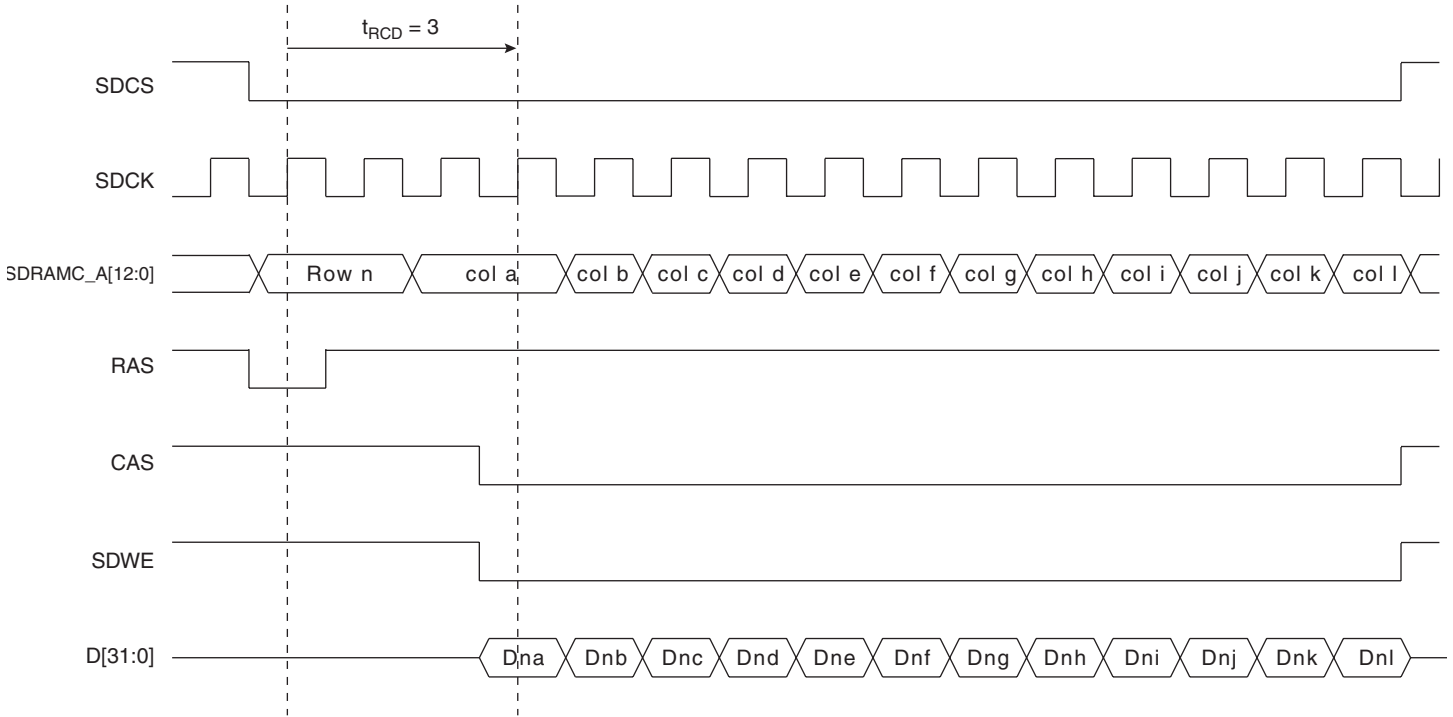 tRCD = 3
SDCS
SDCK
SDRAMC_A[12:0] Row n col a col b col c col d col e col f col g col h col i col j col k col l
RAS
CAS
SDWE
D[31:0] Dna Dnb Dnc Dnd Dne Dnf Dng Dnh Dni Dnj Dnk Dnl